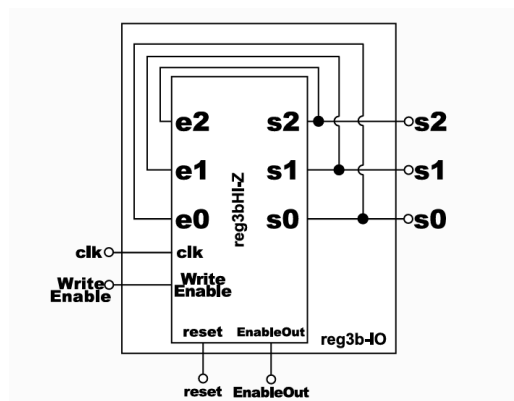 e2 s2 s2
e1 s1 s1
reg3bHI-Z
e0 s0 s0
clk clk
Write
Enable
Write
Enable
reset EnableOut
reg3b-IO
reset EnableOut